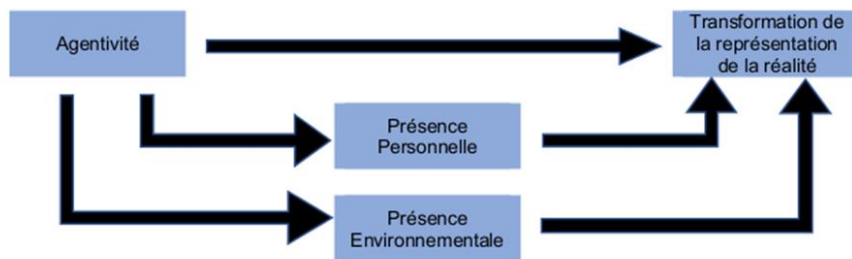 Agentivité
Transformation de
la représentation
de la réalité
Présence
Personnelle
Présence
Environnementale